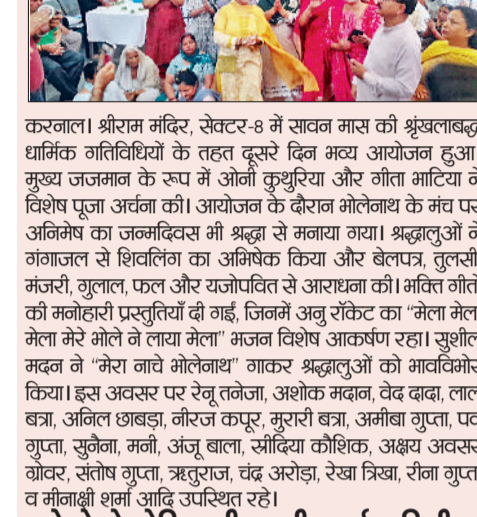 करनाल। श्रीराम मंदिर, सेक्टर-8 में सावन मास की श्रृंखलाबद्ध
धार्मिक गतिविधियों के तहत दूसरे दिन भव्य आयोजन हुआ
मुख्य जजमान के रूप में ओनी कुथुरिया और गीता भाटिया ने
विशेष पूजा अर्चना की। आयोजन के दौरान भोलेनाथ के मंच पर
अनिमेष का जन्मदिवस भी श्रद्धा से मनाया गया। श्रद्धालुओं ने
गंगाजल से शिवलिंग का अभिषेक किया और बेलपत्र, तुलसी
मंजरी, गुलाल, फल और यजोपवित से आराधना की। भक्ति गीतों
की मनोहारी प्रस्तुतियाँ दी गईं, जिनमें अनु रॉकेट का “मेला मेला
मेला मेरे भोले ने लाया मेला” भजन विशेष आकर्षण रहा। सुशील
मदन ने “मेरा नाचे भोलेनाथ” गाकर श्रद्धालुओं को भावविभोर
किया। इस अवसर पर रेनू तनेजा, अशोक मदान, वेद दादा, लाल
बत्रा, अनिल छाबड़ा, नीरज कपूर, मुरारी बत्रा, अमीबा गुप्ता,
गुप्ता, सुनैना, मनी, अंजू बाला, स्रीदिया कौशिक, अक्षय अवसर
ग्रोवर, संतोष गुप्ता, ऋतुराज, चंद्र अरोड़ा, रेखा त्रिखा, रीना गुप्ता
व मीनाक्षी शर्मा आदि उपस्थित रहे।